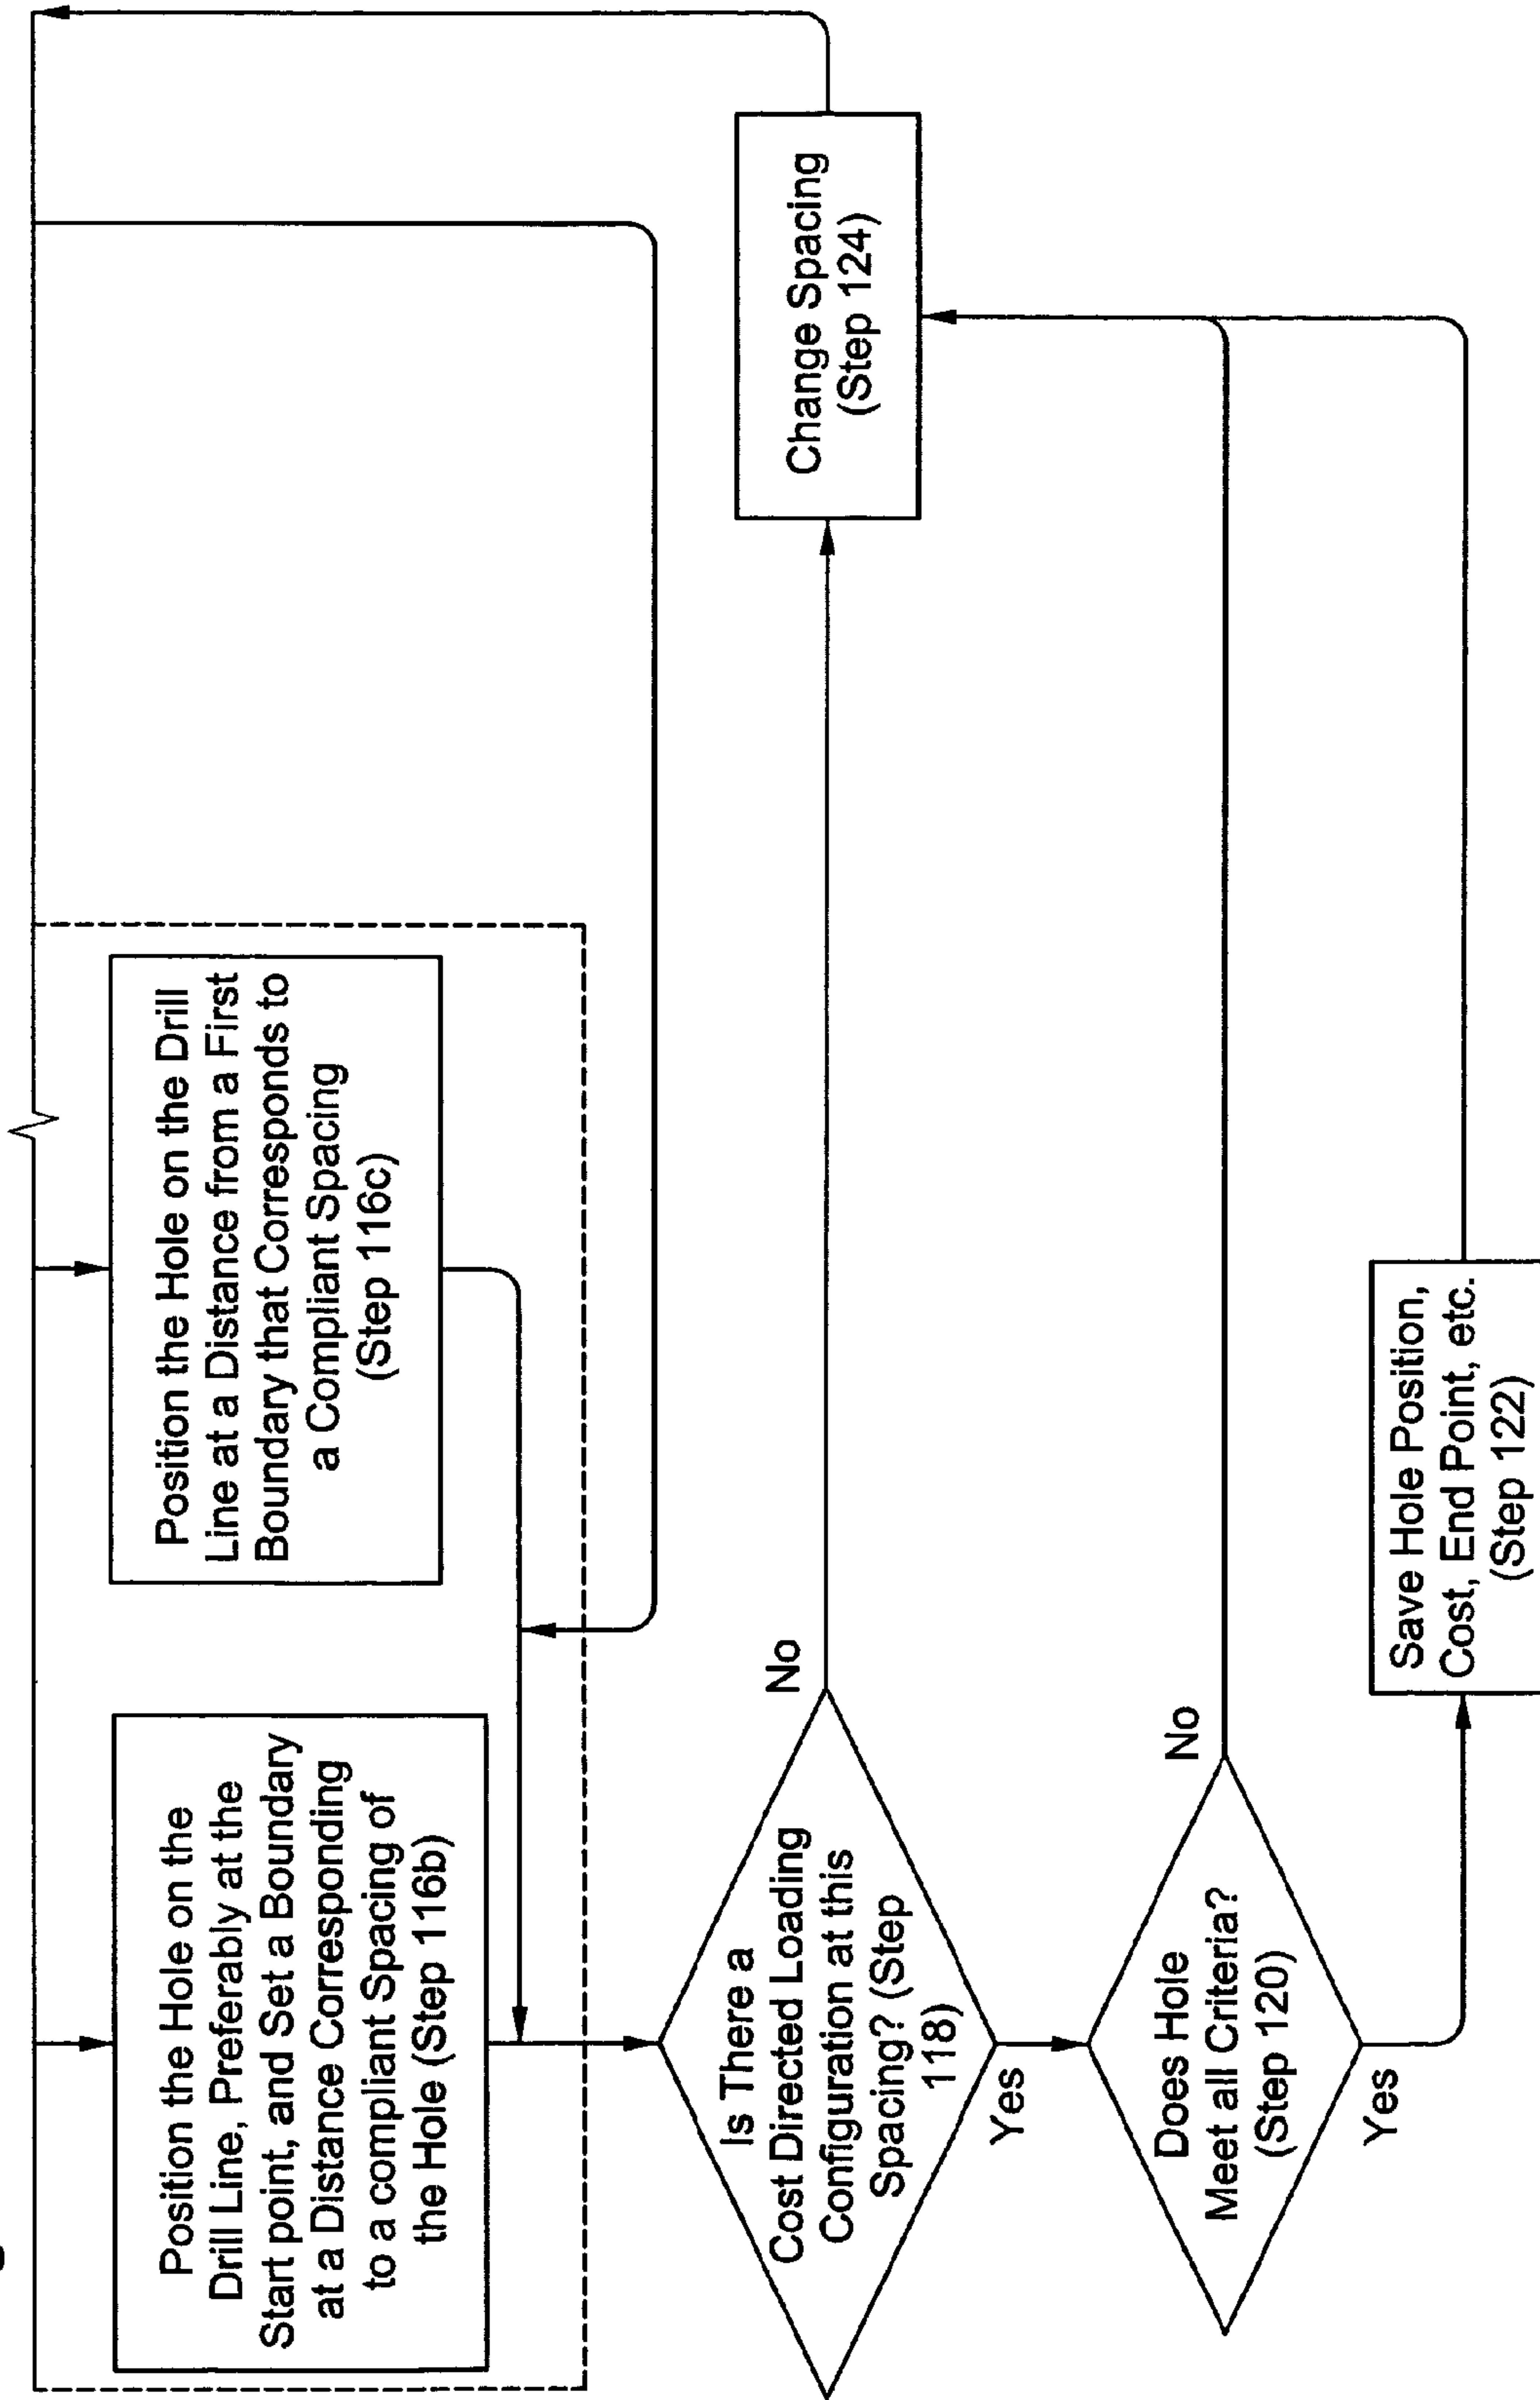 Position the Hole on the
Drill Line, Preferably at the
Start point, and Set a Boundary
at a Distance Corresponding
to a compliant Spacing of
the Hole (Step 116b)
Position the Hole on the Drill
Line at a Distance from a First
Boundary that Corresponds to
a Compliant Spacing
(Step 116c)
Is There a
Cost Directed Loading
Configuration at this
Spacing? (Step
118)
No
Yes
Change Spacing
(Step 124)
Does Hole
Meet all Criteria?
(Step 120)
No
Yes
Save Hole Position,
Cost, End Point, etc.
(Step 122)